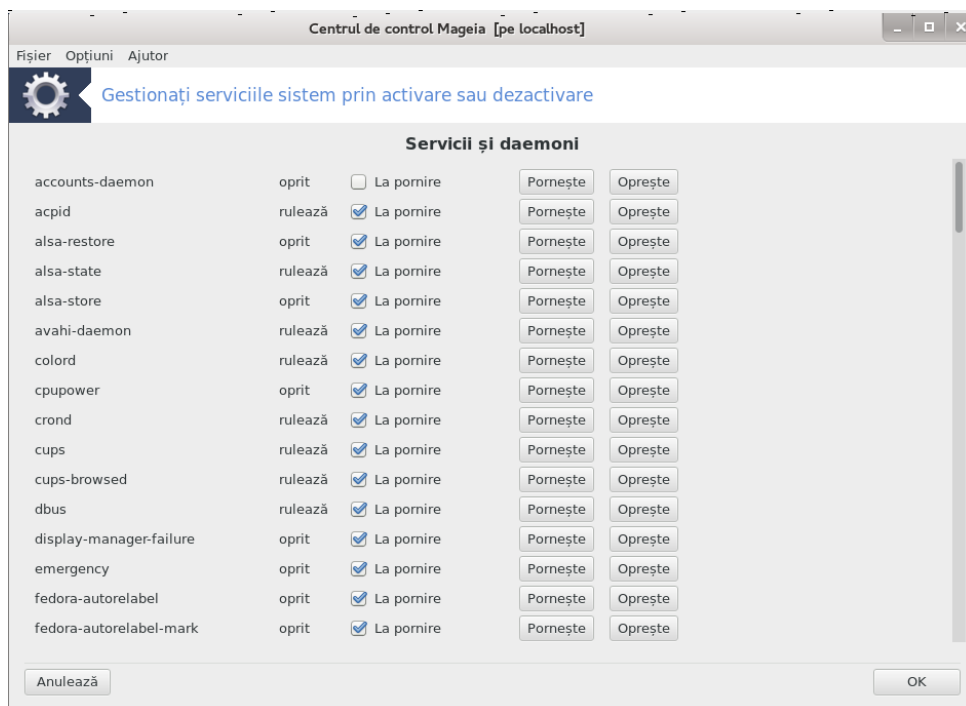 Centrul de control Mageia [pe localhost]
Fișier Opțiuni Ajutor
Gestionați serviciile sistem prin activare sau dezactivare
Servicii și daemoni
accounts-daemon oprit La pornire Pornește Oprește
acpid rulează La pornire Pornește Oprește
alsa-restore oprit La pornire Pornește Oprește
alsa-state rulează La pornire Pornește Oprește
alsa-store oprit La pornire Pornește Oprește
avahi-daemon rulează La pornire Pornește Oprește
colord rulează La pornire Pornește Oprește
cpupower oprit La pornire Pornește Oprește
crond rulează La pornire Pornește Oprește
cups rulează La pornire Pornește Oprește
cups-browsed rulează La pornire Pornește Oprește
dbus rulează La pornire Pornește Oprește
display-manager-failure oprit La pornire Pornește Oprește
emergency oprit La pornire Pornește Oprește
fedora-autorelabel oprit La pornire Pornește Oprește
fedora-autorelabel-mark oprit La pornire Pornește Oprește
Anulează OK